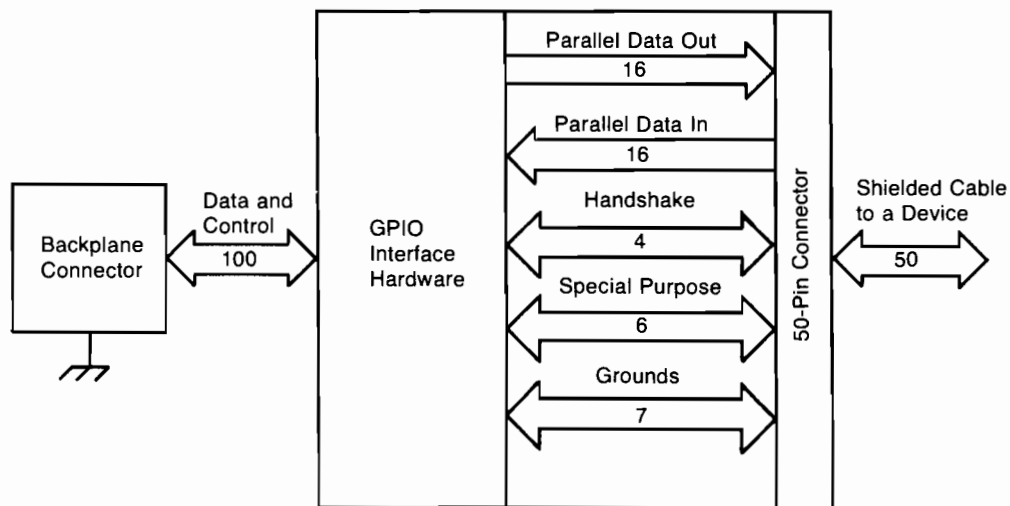 Backplane
Connector
Data and
Control
100
GPIO
Interface
Hardware
Parallel Data Out
16
Parallel Data In
16
Handshake
4
Special Purpose
6
Grounds
7
50-Pin Connector
Shielded Cable
to a Device
50